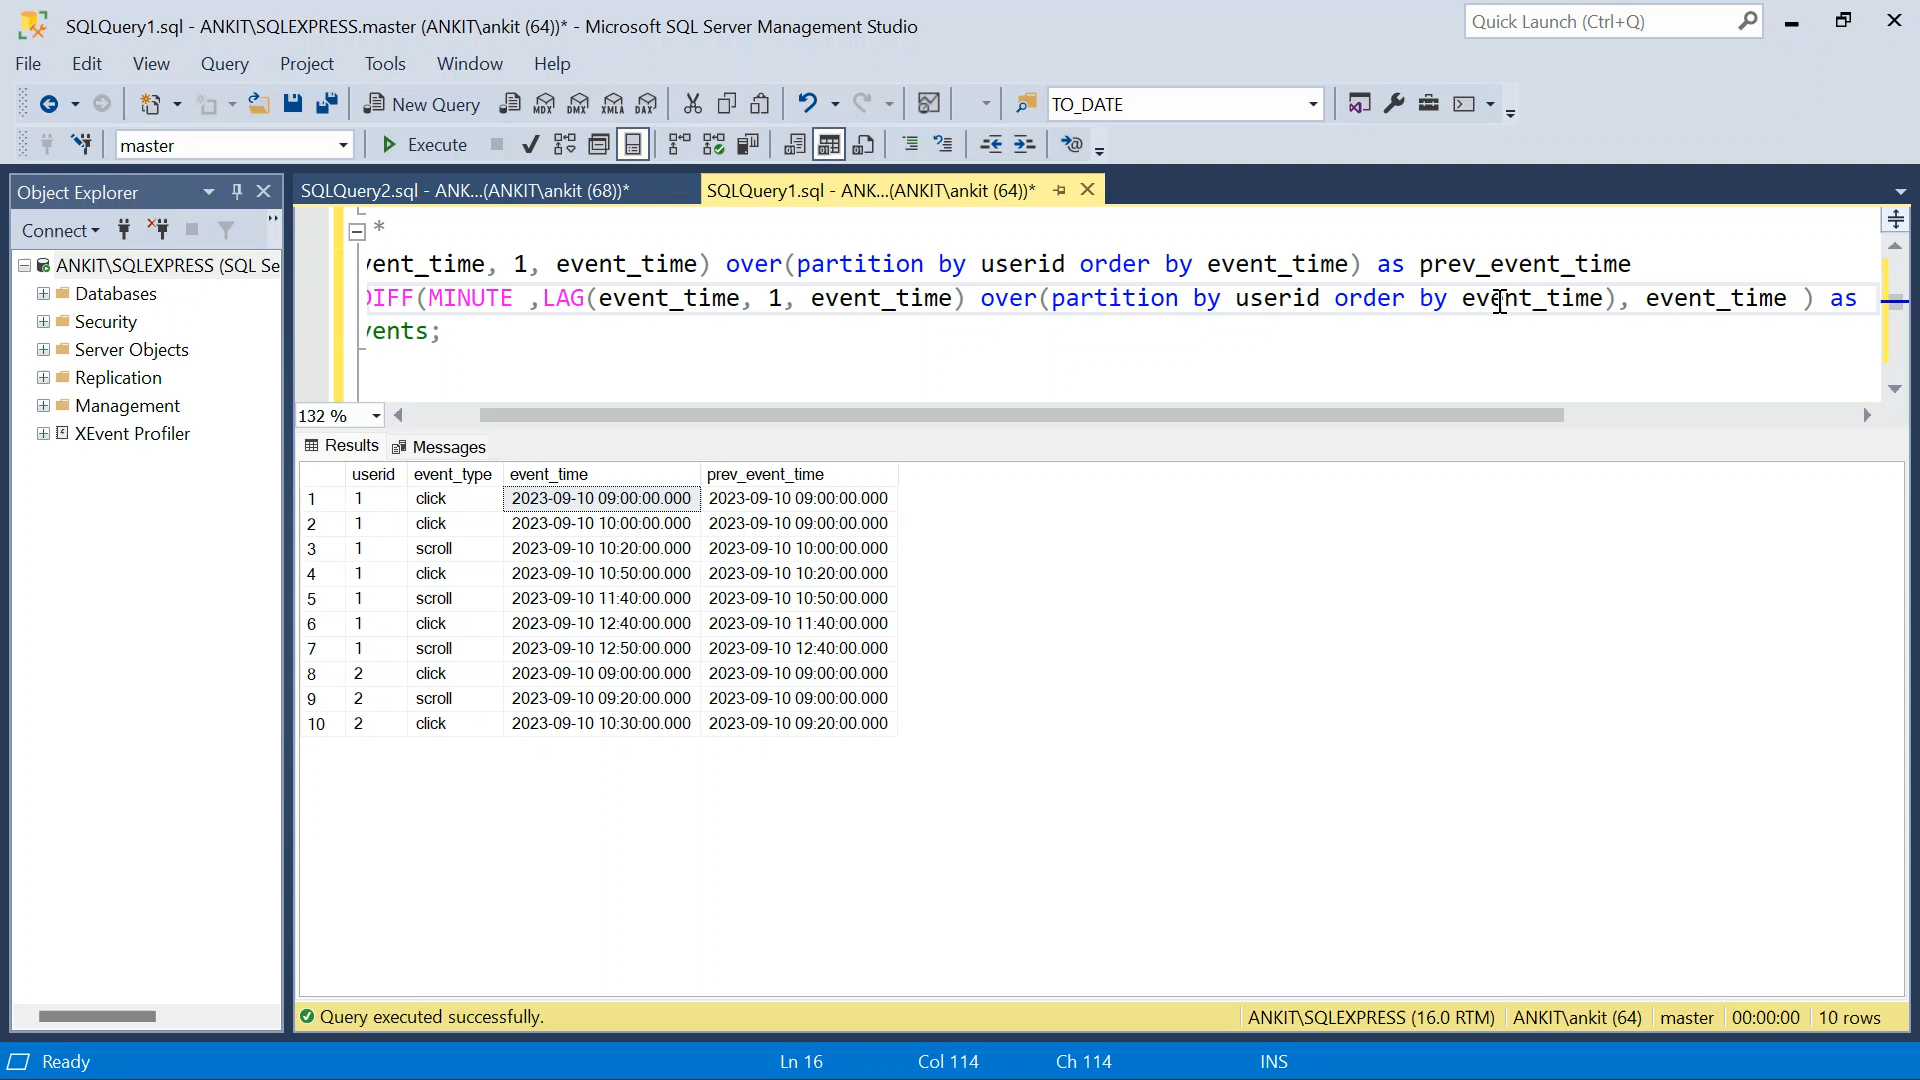 SQLQuery1.sql - ANKIT\SQLEXPRESS.master (ANKIT\ankit (64))* - Microsoft SQL Server Management Studio
Quick Launch (Ctrl+Q)
File Edit View Query Project Tools Window Help
New Query MDX DMX XMLA DAX TO_DATE
master Execute
Object Explorer
SQLQuery2.sql - ANK...(ANKIT\ankit (68))*
SQLQuery1.sql - ANK...(ANKIT\ankit (64))*
Connect
ANKIT\SQLEXPRESS (SQL Se
Databases
Security
Server Objects
Replication
Management
XEvent Profiler
*
vent_time, 1, event_time) over(partition by userid order by event_time) as prev_event_time
DIFF(MINUTE ,LAG(event_time, 1, event_time) over(partition by userid order by event_time), event_time ) as
vents;
132 %
Results Messages
userid event_type event_time prev_event_time
1 1 click 2023-09-10 09:00:00.000 2023-09-10 09:00:00.000
2 1 click 2023-09-10 10:00:00.000 2023-09-10 09:00:00.000
3 1 scroll 2023-09-10 10:20:00.000 2023-09-10 10:00:00.000
4 1 click 2023-09-10 10:50:00.000 2023-09-10 10:20:00.000
5 1 scroll 2023-09-10 11:40:00.000 2023-09-10 10:50:00.000
6 1 click 2023-09-10 12:40:00.000 2023-09-10 11:40:00.000
7 1 scroll 2023-09-10 12:50:00.000 2023-09-10 12:40:00.000
8 2 click 2023-09-10 09:00:00.000 2023-09-10 09:00:00.000
9 2 scroll 2023-09-10 09:20:00.000 2023-09-10 09:00:00.000
10 2 click 2023-09-10 10:30:00.000 2023-09-10 09:20:00.000
Query executed successfully.
ANKIT\SQLEXPRESS (16.0 RTM) ANKIT\ankit (64) master 00:00:00 10 rows
Ready Ln 16 Col 114 Ch 114 INS